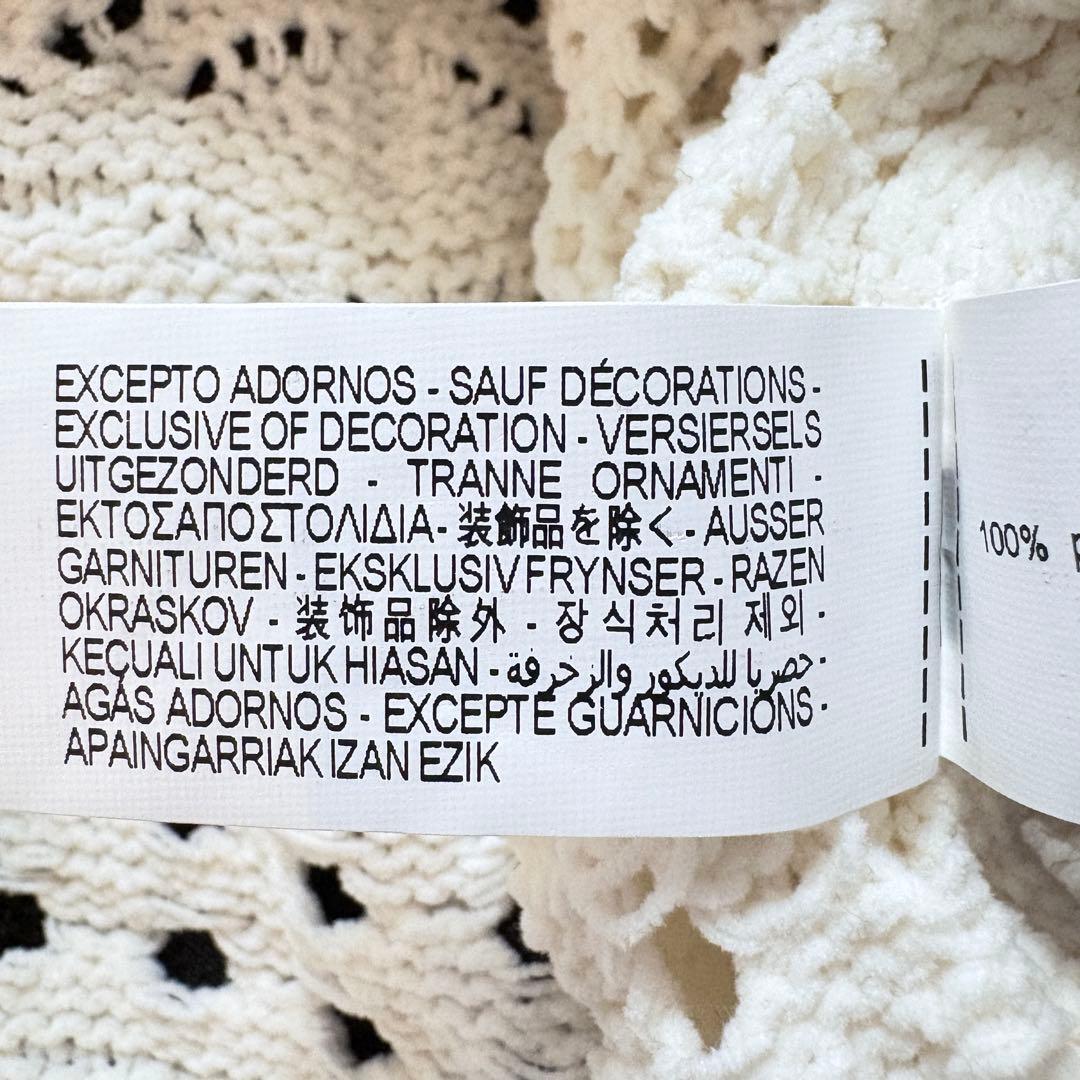 EXCEPTO ADORNOS - SAUF DÉCORATIONS -
EXCLUSIVE OF DECORATION - VERSIERSELS
UITGEZONDERD - TRANNE ORNAMENTI -
ΕΚΤΟΣΑΠΟΣΤΟΛΙΔΙΑ- 装飾品を除く - AUSSER
GARNITUREN - EKSKLUSIV FRYNSER - RAZEN
OKRASKOV - 装饰品除外 - 장식처리 제외 -
KECUALI UNTUK HIASAN - حصريا للديكور والزخرفة -
AGÁS ADORNOS - EXCEPTE GUARNICIONS -
APAINGARRIAK IZAN EZIK
100%